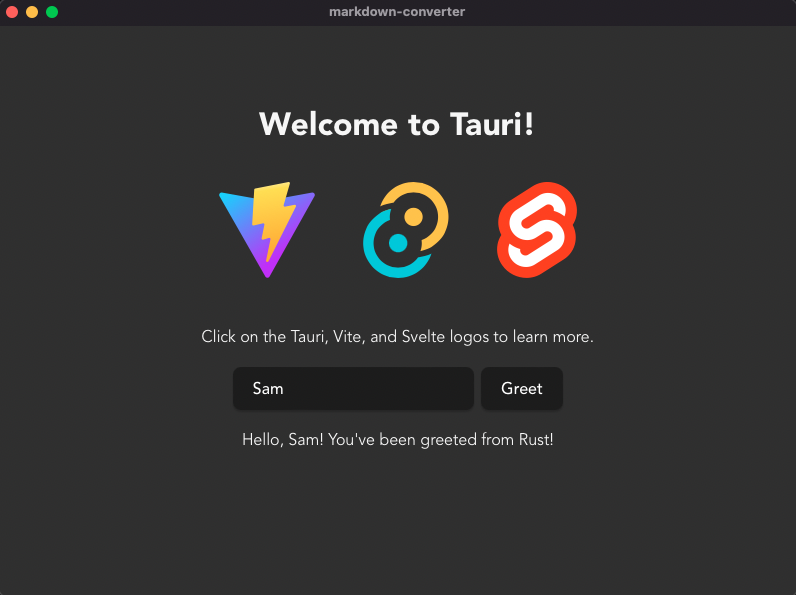 markdown-converter
Welcome to Tauri!
Click on the Tauri, Vite, and Svelte logos to learn more.
Sam
Greet
Hello, Sam! You've been greeted from Rust!